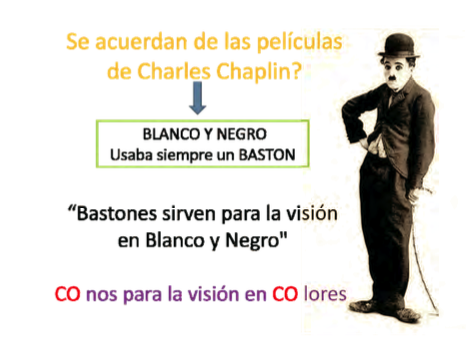 Se acuerdan de las películas
de Charles Chaplin?
BLANCO Y NEGRO
Usaba siempre un BASTON
“Bastones sirven para la visión
en Blanco y Negro"
CO nos para la visión en CO lores